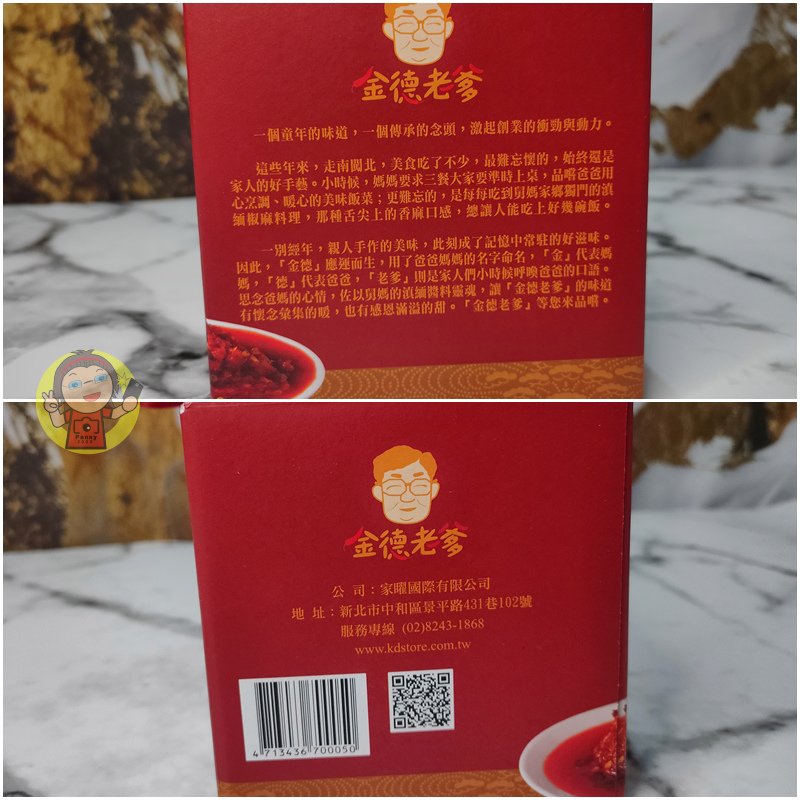 金德老爹
一個童年的味道，一個傳承的念頭，激起創業的衝勁與動力。
這些年來，走南闖北，美食吃了不少，最難忘懷的，始終還是
家人的好手藝。小時候，媽媽要求三餐大家要準時上桌，品嚐爸爸用
心烹調、暖心的美味飯菜；更難忘的，是每每吃到舅媽家鄉獨門的滇
緬椒麻料理，那種舌尖上的香麻口感，總讓人能吃上好幾碗飯。
一別經年，親人手作的美味，此刻成了記憶中常駐的好滋味。
因此，『金德』應運而生，用了爸爸媽媽的名字命名，『金』代表媽
媽，『德』代表爸爸，『老爹』則是家人們小時候呼喚爸爸的口語。
思念爸媽的心情，佐以舅媽的滇緬醬料靈魂，讓『金德老爹』的味道
有懷念彙集的暖，也有感恩滿溢的甜。『金德老爹』等您來品嚐。
Panny
金德老爹
公 司：家曜國際有限公司
地 址：新北市中和區景平路431巷102號
服務專線 (02)8243-1868
www.kdstore.com.tw
4 713436 700050